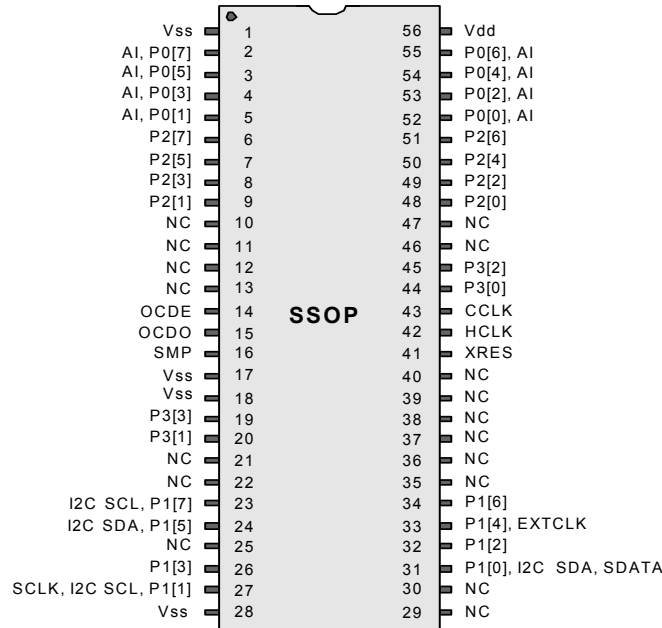 Vss 1 56 Vdd
AI, P0[7] 2 55 P0[6], AI
AI, P0[5] 3 54 P0[4], AI
AI, P0[3] 4 53 P0[2], AI
AI, P0[1] 5 52 P0[0], AI
P2[7] 6 51 P2[6]
P2[5] 7 50 P2[4]
P2[3] 8 49 P2[2]
P2[1] 9 48 P2[0]
NC 10 47 NC
NC 11 46 NC
NC 12 45 P3[2]
NC 13 44 P3[0]
OCDE 14 SSOP 43 CCLK
OCDO 15 42 HCLK
SMP 16 41 XRES
Vss 17 40 NC
Vss 18 39 NC
P3[3] 19 38 NC
P3[1] 20 37 NC
NC 21 36 NC
NC 22 35 NC
I2C SCL, P1[7] 23 34 P1[6]
I2C SDA, P1[5] 24 33 P1[4], EXTCLK
NC 25 32 P1[2]
P1[3] 26 31 P1[0], I2C SDA, SDATA
SCLK, I2C SCL, P1[1] 27 30 NC
Vss 28 29 NC